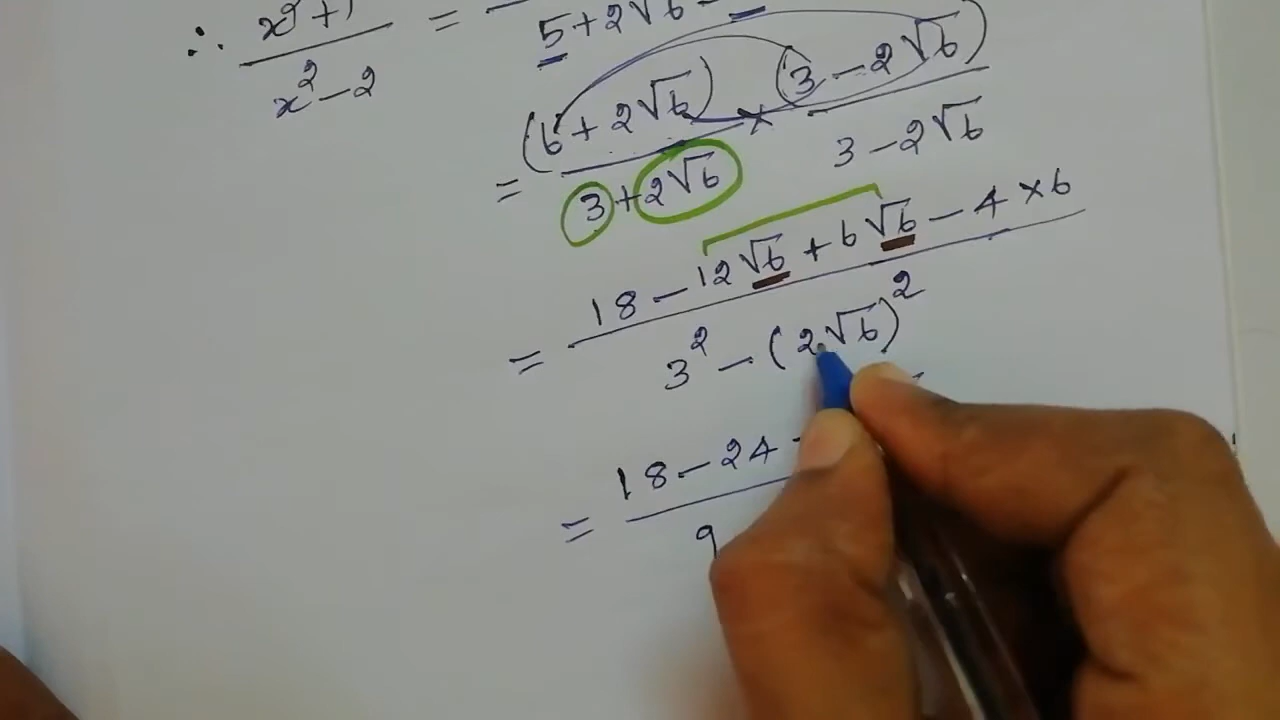 ∴ x² + 1 / x² − 2 = 5 + 2√6 −
= (6 + 2√6) / 3 + 2√6 × (3 − 2√6) / 3 − 2√6
= 18 − 12√6 + 6√6 − 4 × 6 / 3² − (2√6)²
= 18 − 24 − / 9